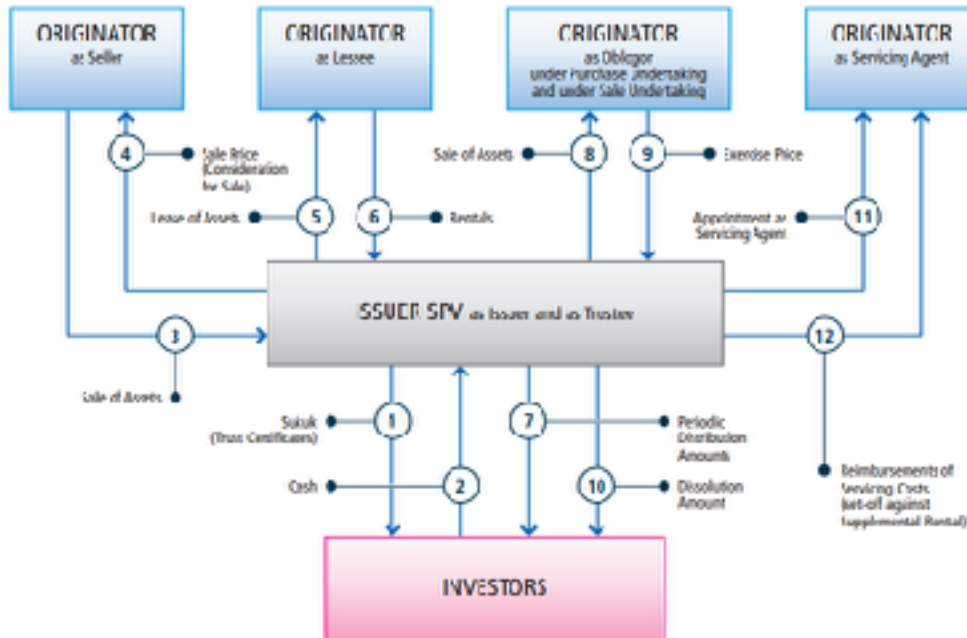 ORIGINATOR
as Seller
ORIGINATOR
as Lessee
ORIGINATOR
as Obligor
under Purchase Undertaking
and under Sale Undertaking
ORIGINATOR
as Servicing Agent
4
Sale Price
(Consideration
for Sale)
Sale of Assets
8
9
Exercise Price
Lease of Assets
5
6
Rentals
Appointment as
Servicing Agent
11
ISSUER SPV as Issuer and as Trustee
3
12
Sale of Assets
Sukuk
(Trust Certificates)
1
7
Periodic
Distribution
Amounts
Cash
2
10
Dissolution
Amount
Reimbursements of
Servicing Costs
(set-off against
Supplemental Rental)
INVESTORS